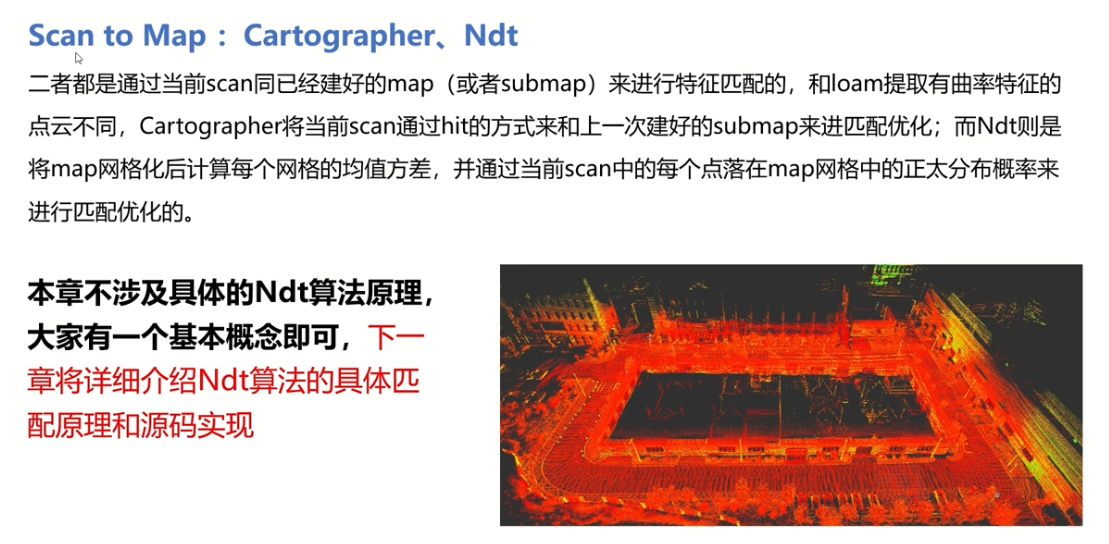 Scan to Map ：Cartographer、Ndt
二者都是通过当前scan同已经建好的map（或者submap）来进行特征匹配的，和loam提取有曲率特征的
点云不同，Cartographer将当前scan通过hit的方式来和上一次建好的submap来进匹配优化；而Ndt则是
将map网格化后计算每个网格的均值方差，并通过当前scan中的每个点落在map网格中的正太分布概率来
进行匹配优化的。
本章不涉及具体的Ndt算法原理，
大家有一个基本概念即可，下一
章将详细介绍Ndt算法的具体匹
配原理和源码实现